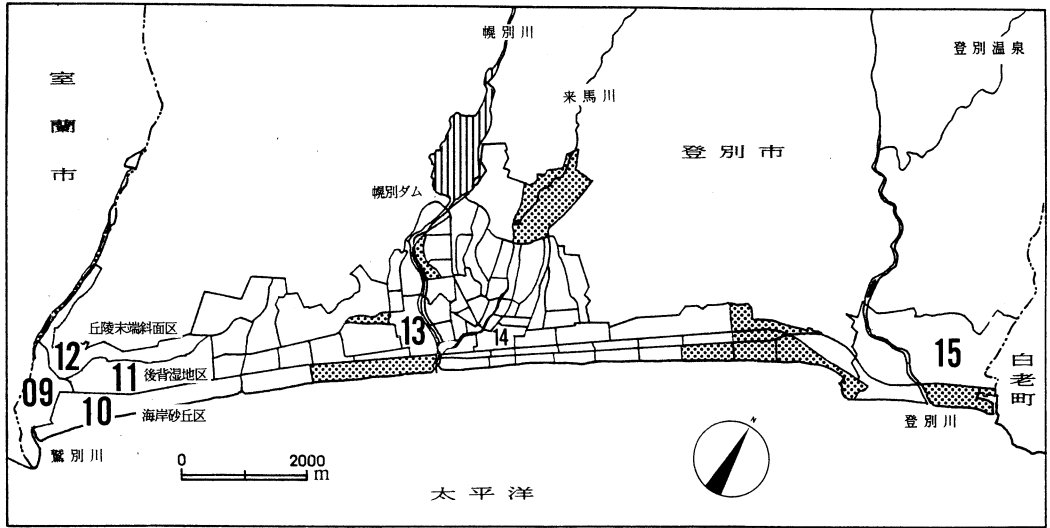 幌別川
登別温泉
室蘭市
来馬川
登別市
幌別ダム
丘陵末端斜面区
12
13
14
15
11
後背湿地区
09
10
海岸砂丘区
白老町
登別川
鷲別川
0 2000
m
N
太平洋